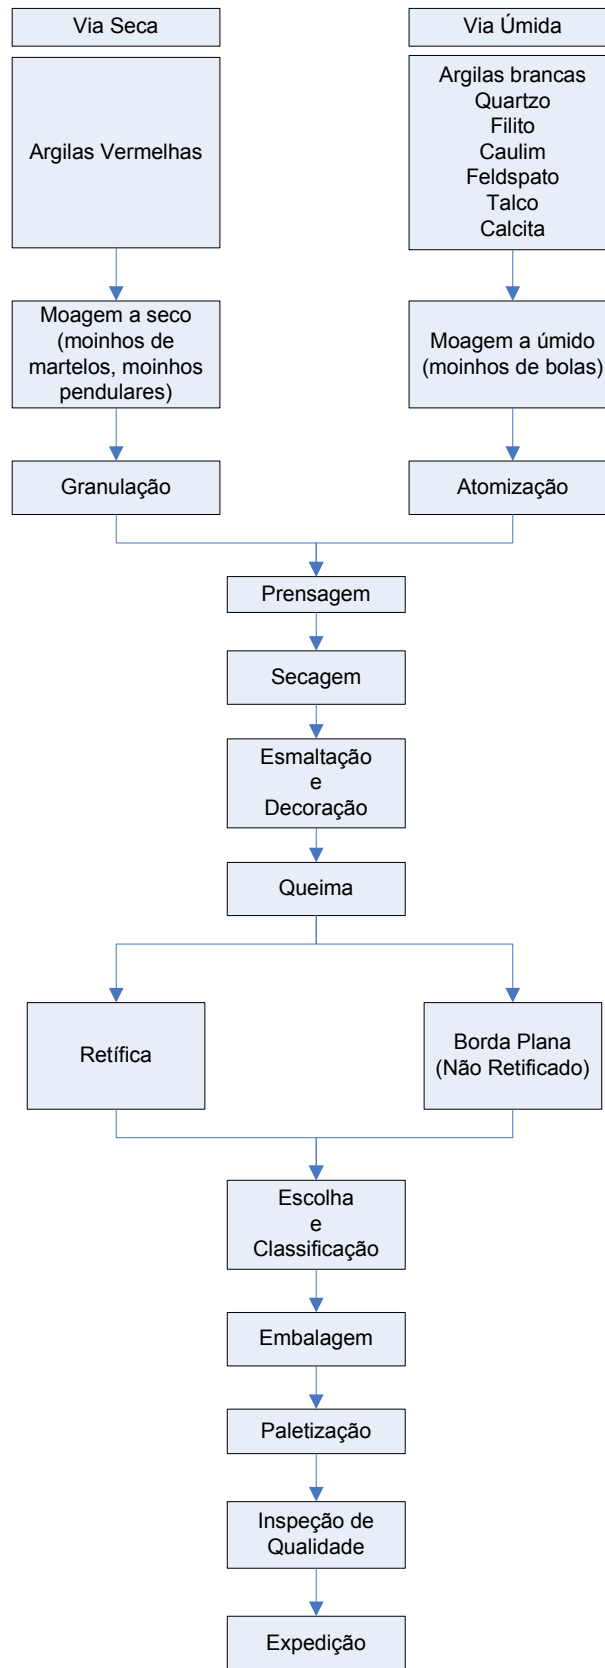 Via Seca
Via Úmida
Argilas Vermelhas
Argilas brancas
Quartzo
Filito
Caulim
Feldspato
Talco
Calcita
Moagem a seco
(moinhos de
martelos, moinhos
pendulares)
Moagem a úmido
(moinhos de bolas)
Granulação
Atomização
Prensagem
Secagem
Esmaltação
e
Decoração
Queima
Retífica
Borda Plana
(Não Retificado)
Escolha
e
Classificação
Embalagem
Paletização
Inspeção de
Qualidade
Expedição